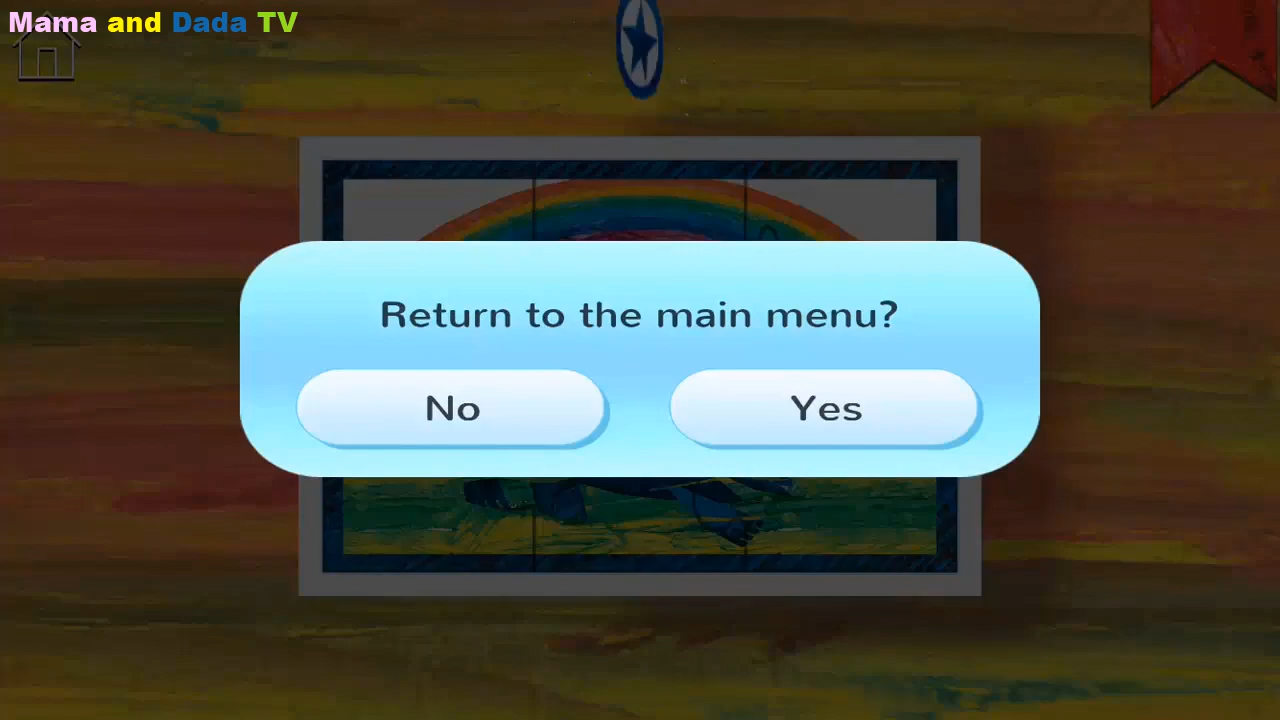 Mama and Dada TV
Return to the main menu?
No
Yes